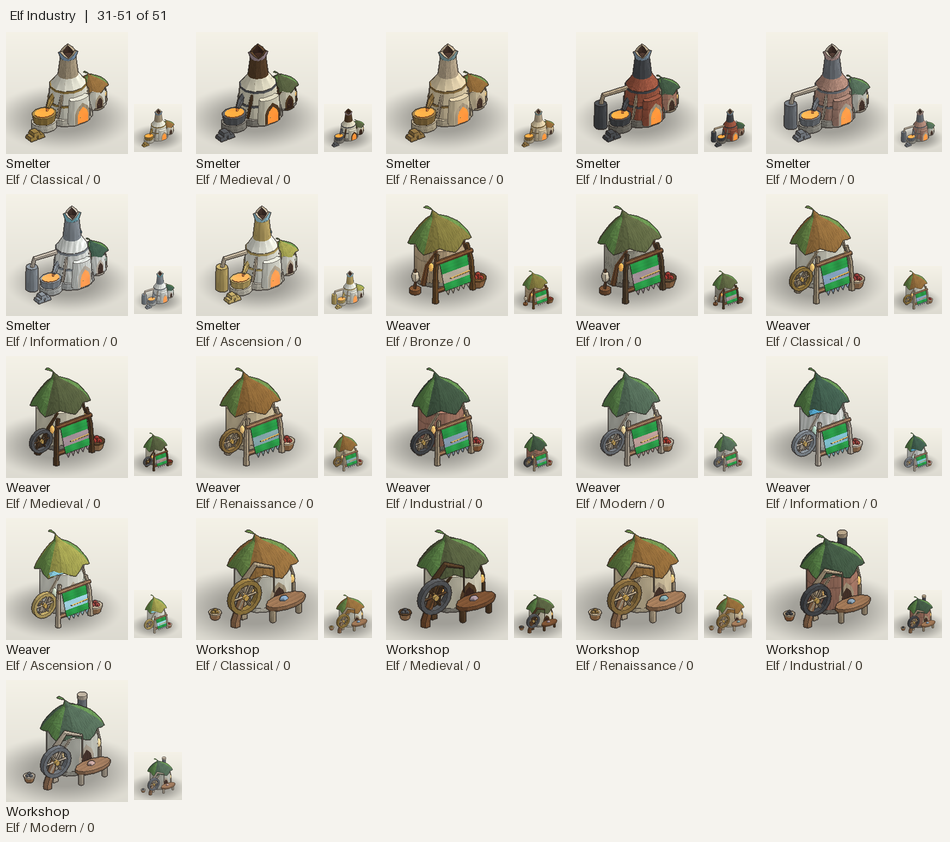 Elf Industry | 31-51 of 51
Smelter
Elf / Classical / 0
Smelter
Elf / Medieval / 0
Smelter
Elf / Renaissance / 0
Smelter
Elf / Industrial / 0
Smelter
Elf / Modern / 0
Smelter
Elf / Information / 0
Smelter
Elf / Ascension / 0
Weaver
Elf / Bronze / 0
Weaver
Elf / Iron / 0
Weaver
Elf / Classical / 0
Weaver
Elf / Medieval / 0
Weaver
Elf / Renaissance / 0
Weaver
Elf / Industrial / 0
Weaver
Elf / Modern / 0
Weaver
Elf / Information / 0
Weaver
Elf / Ascension / 0
Workshop
Elf / Classical / 0
Workshop
Elf / Medieval / 0
Workshop
Elf / Renaissance / 0
Workshop
Elf / Industrial / 0
Workshop
Elf / Modern / 0